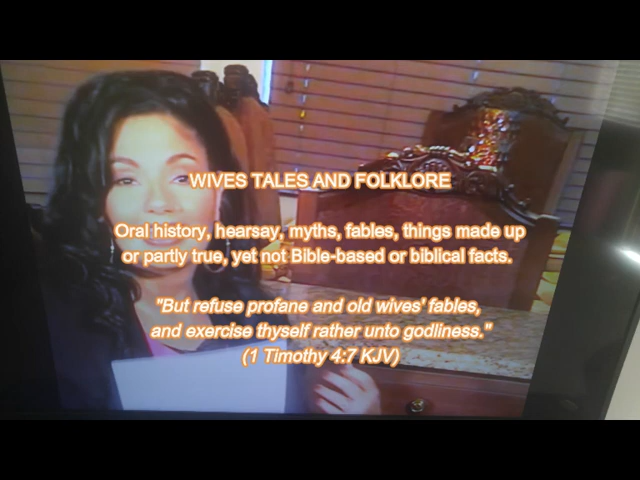 WIVES TALES AND FOLKLORE
Oral history, hearsay, myths, fables, things made up
or partly true, yet not Bible-based or biblical facts.
"But refuse profane and old wives' fables,
and exercise thyself rather unto godliness."
(1 Timothy 4:7 KJV)